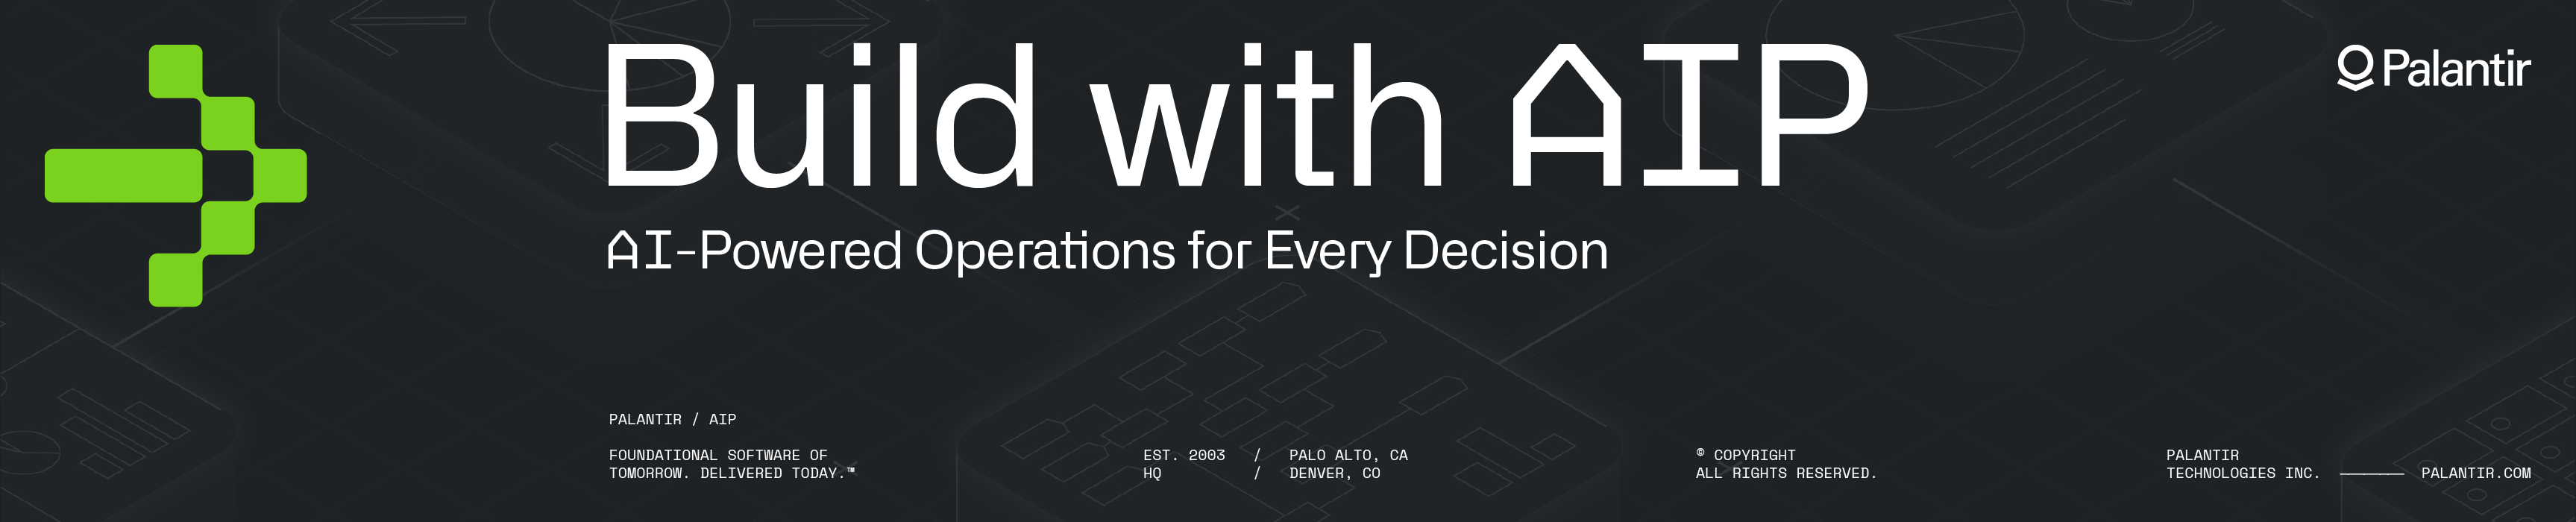 Build with AIP
Palantir
AI-Powered Operations for Every Decision
PALANTIR / AIP
FOUNDATIONAL SOFTWARE OF
TOMORROW. DELIVERED TODAY.™
EST. 2003 / PALO ALTO, CA
HQ / DENVER, CO
© COPYRIGHT
ALL RIGHTS RESERVED.
PALANTIR
TECHNOLOGIES INC. ——— PALANTIR.COM